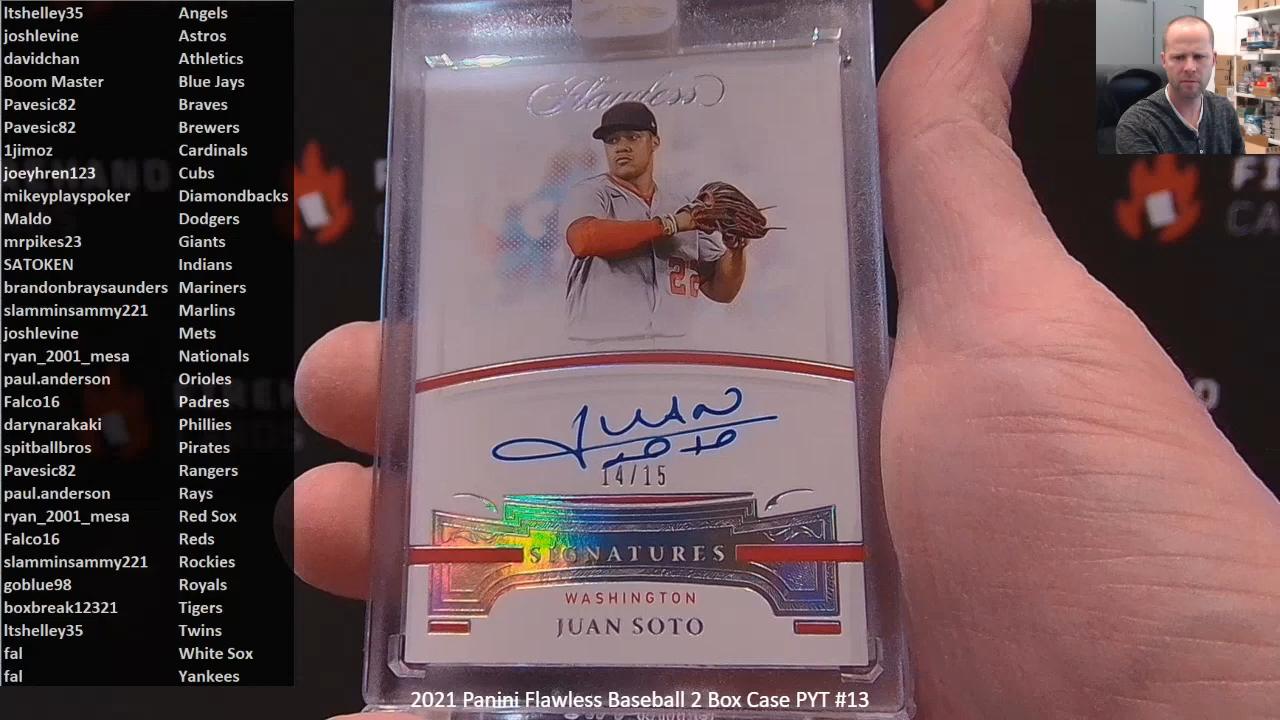 ltshelley35 Angels
joshlevine Astros
davidchan Athletics
Boom Master Blue Jays
Pavesic82 Braves
Pavesic82 Brewers
1jimoz Cardinals
joeyhren123 Cubs
mikeyplayspoker Diamondbacks
Maldo Dodgers
mrpikes23 Giants
SATOKEN Indians
brandonbraysaunders Mariners
slamminsammy221 Marlins
joshlevine Mets
ryan_2001_mesa Nationals
paul.anderson Orioles
Falco16 Padres
darynarakaki Phillies
spitballbros Pirates
Pavesic82 Rangers
paul.anderson Rays
ryan_2001_mesa Red Sox
Falco16 Reds
slamminsammy221 Rockies
goblue98 Royals
boxbreak12321 Tigers
ltshelley35 Twins
fal White Sox
fal Yankees
Flawless
22
Juan Soto
14/15
SIGNATURES
WASHINGTON
JUAN SOTO
2021 Panini Flawless Baseball 2 Box Case PYT #13